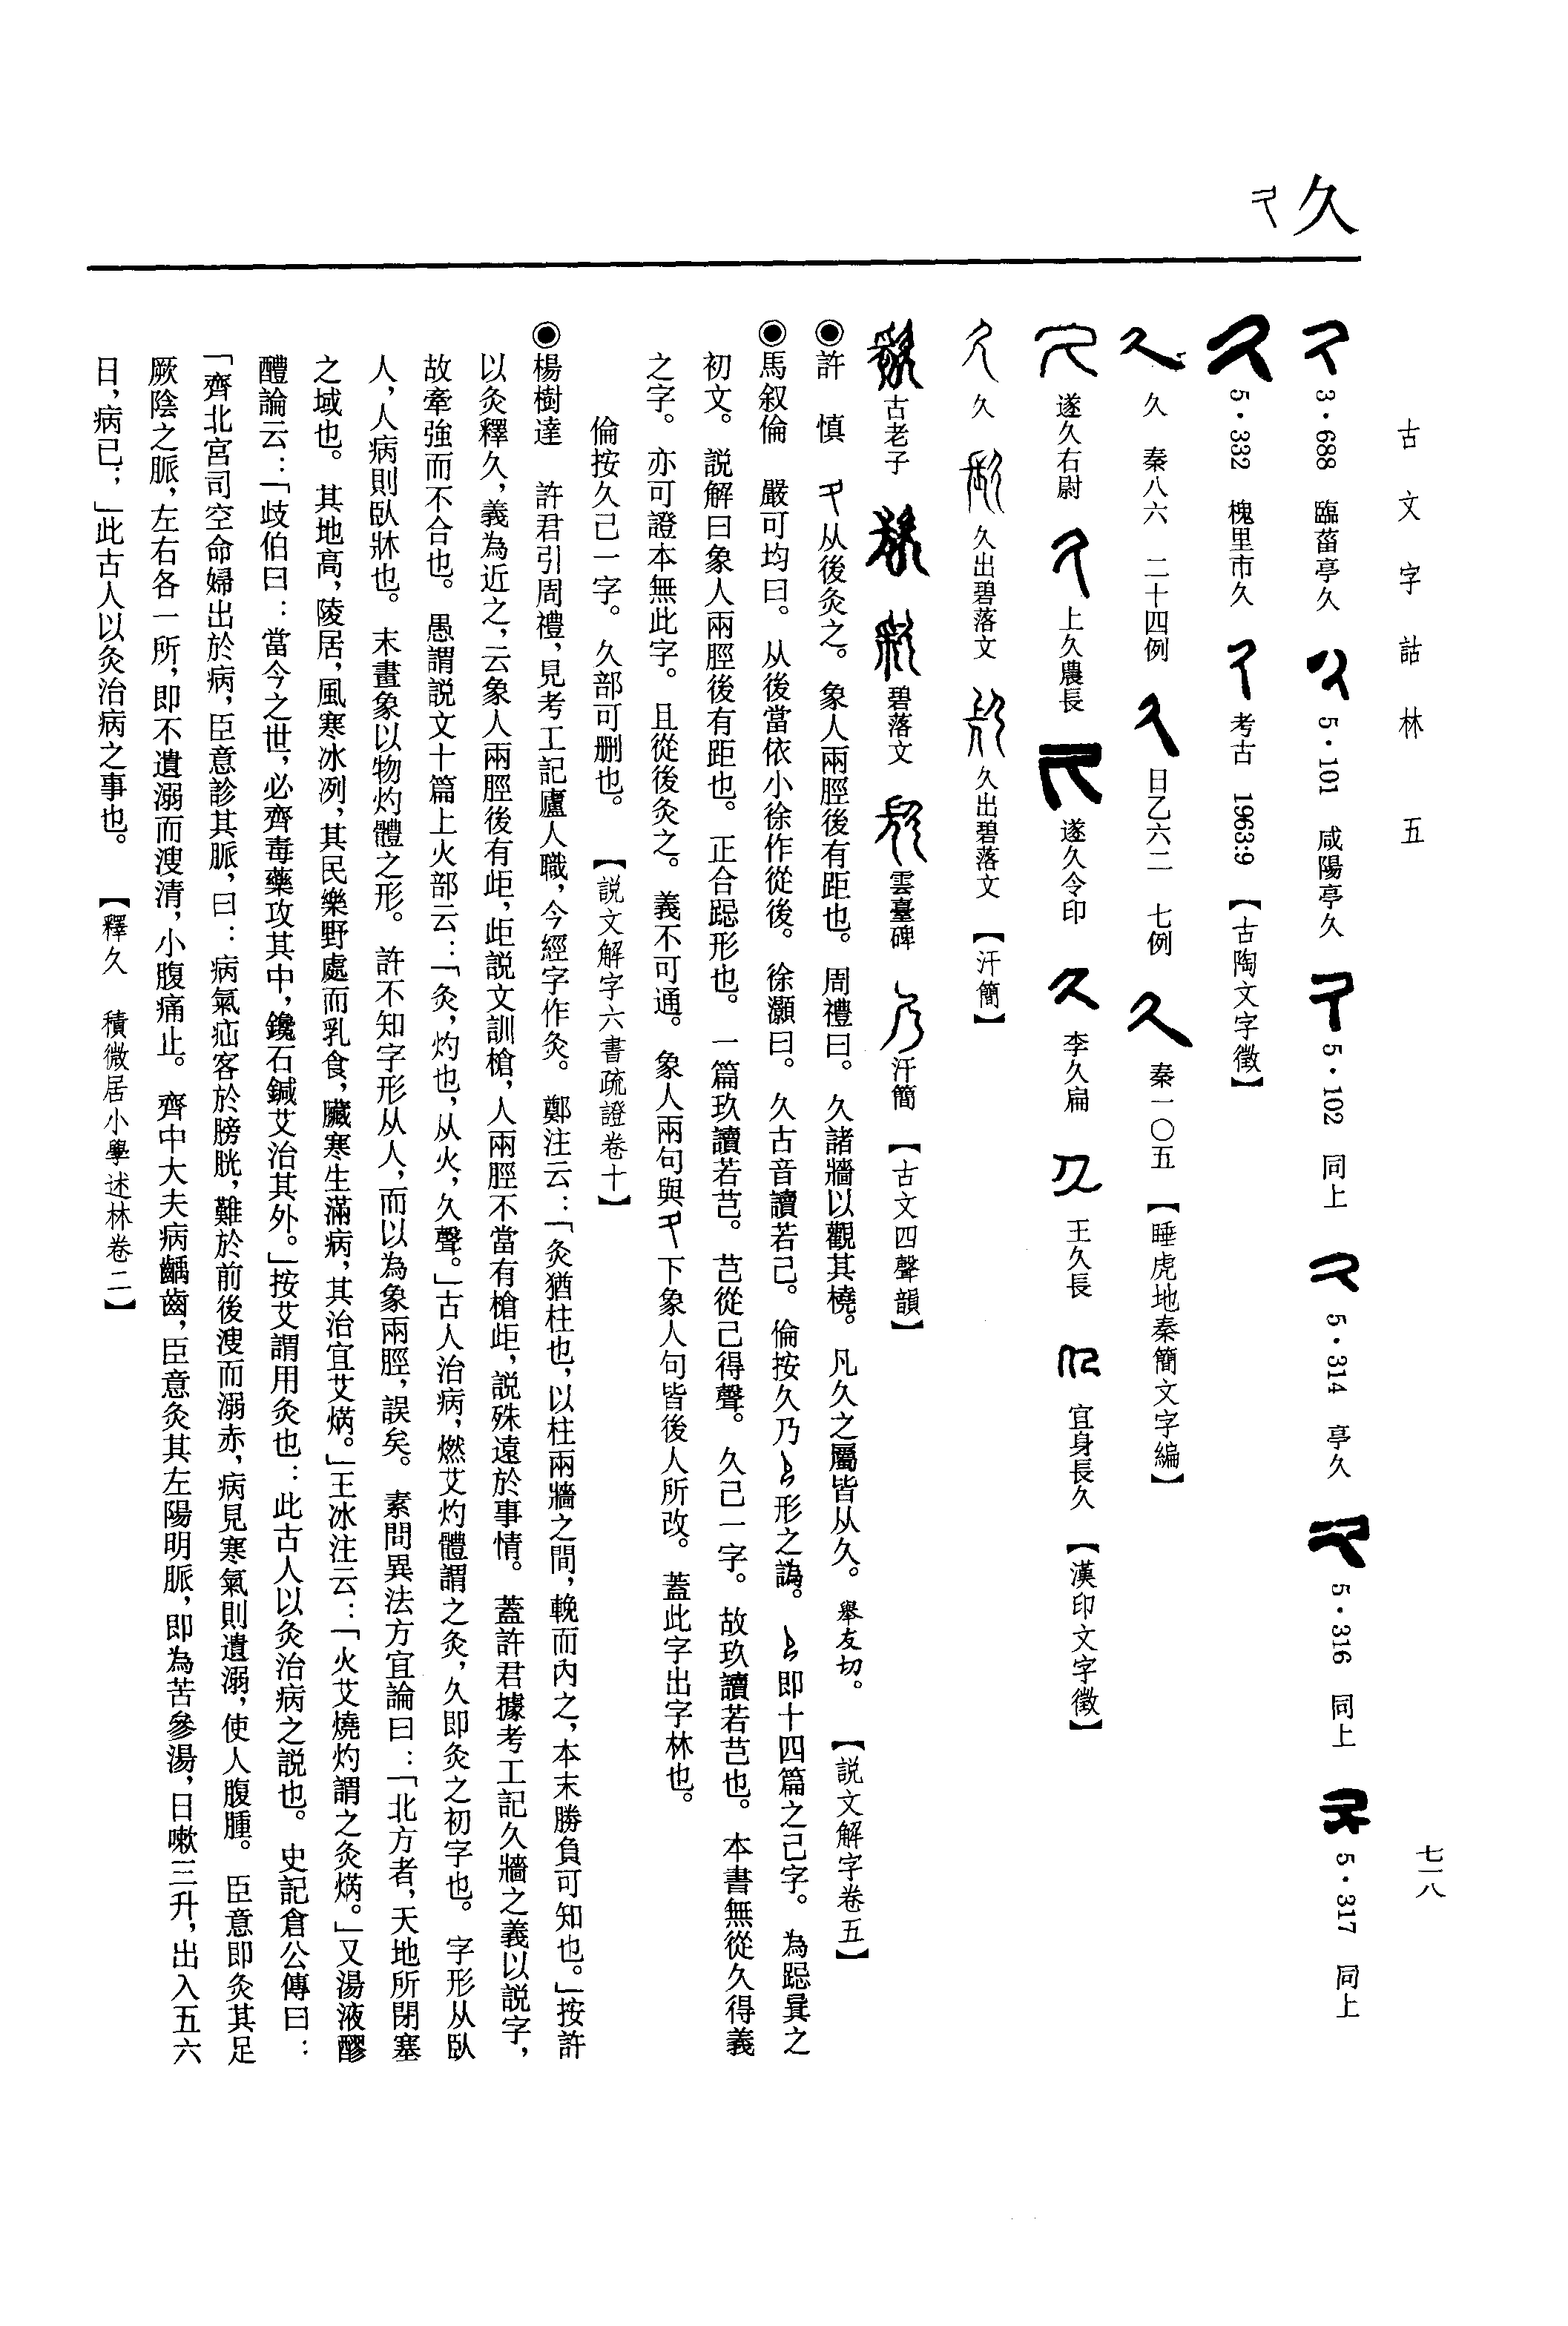 古文字詁林　五
七一八
久
3·688　臨菑亭久　5·101　咸陽亭久　5·102　同上　5·314　亭久　5·316　同上　5·317　同上
5·332　槐里市久　考古　1963:9　【古陶文字徵】
久　秦八六　二十四例　日乙六二　七例　秦一〇五　【睡虎地秦簡文字編】
遂久右尉　上久農長　遂久令印　李久扁　王久長　宜身長久　【漢印文字徵】
久　久出碧落文　久出碧落文　【汗簡】
古老子　碧落文　雲臺碑　汗簡　【古文四聲韻】
◉許　慎　从後灸之。象人兩脛後有距也。周禮曰。久諸牆以觀其橈。凡久之屬皆从久。舉友切。　【説文解字卷五】
◉馬叙倫　嚴可均曰。从後當依小徐作從後。徐灝曰。久古音讀若己。倫按久乃形之譌。即十四篇之己字。為跽異之
初文。説解曰象人兩脛後有距也。正合跽形也。一篇玖讀若芑。芑從己得聲。久己一字。故玖讀若芑也。本書無從久得義
之字。亦可證本無此字。且從後灸之。義不可通。象人兩句與下象人句皆後人所改。蓋此字出字林也。
倫按久己一字。久部可删也。　【説文解字六書疏證卷十】
◉楊樹達　許君引周禮，見考工記廬人職，今經字作灸。鄭注云：「灸猶柱也，以柱兩牆之間，輓而内之，本末勝負可知也。」按許
以灸釋久，義為近之，云象人兩脛後有歫，歫説文訓槍，人兩脛不當有槍歫，説殊遠於事情。蓋許君據考工記久牆之義以説字，
故牽強而不合也。愚謂説文十篇上火部云：「灸，灼也，从火，久聲。」古人治病，燃艾灼體謂之灸，久即灸之初字也。字形从臥
人，人病則臥牀也。末畫象以物灼體之形。許不知字形从人，而以為象兩脛，誤矣。素問異法方宜論曰：「北方者，天地所閉塞
之域也。其地高，陵居，風寒冰冽，其民樂野處而乳食，臟寒生滿病，其治宜艾焫。」王冰注云：「火艾燒灼謂之灸焫。」又湯液醪
醴論云：「歧伯曰：當今之世，必齊毒藥攻其中，鑱石鍼艾治其外。」按艾謂用灸也：此古人以灸治病之説也。史記倉公傳曰：
「齊北宮司空命婦出於病，臣意診其脈，曰：病氣疝客於膀胱，難於前後溲而溺赤，病見寒氣則遺溺，使人腹腫。臣意即灸其足
厥陰之脈，左右各一所，即不遺溺而溲清，小腹痛止。齊中大夫病齲齒，臣意灸其左陽明脈，即為苦參湯，日嗽三升，出入五六
日，病已；」此古人以灸治病之事也。　【釋久　積微居小學述林卷二】